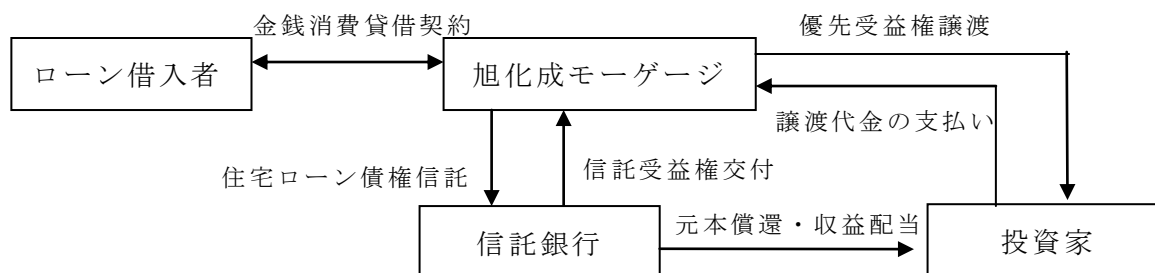 金銭消費貸借契約
優先受益権譲渡
ローン借入者
旭化成モーゲージ
譲渡代金の支払い
住宅ローン債権信託
信託受益権交付
信託銀行
元本償還・収益配当
投資家